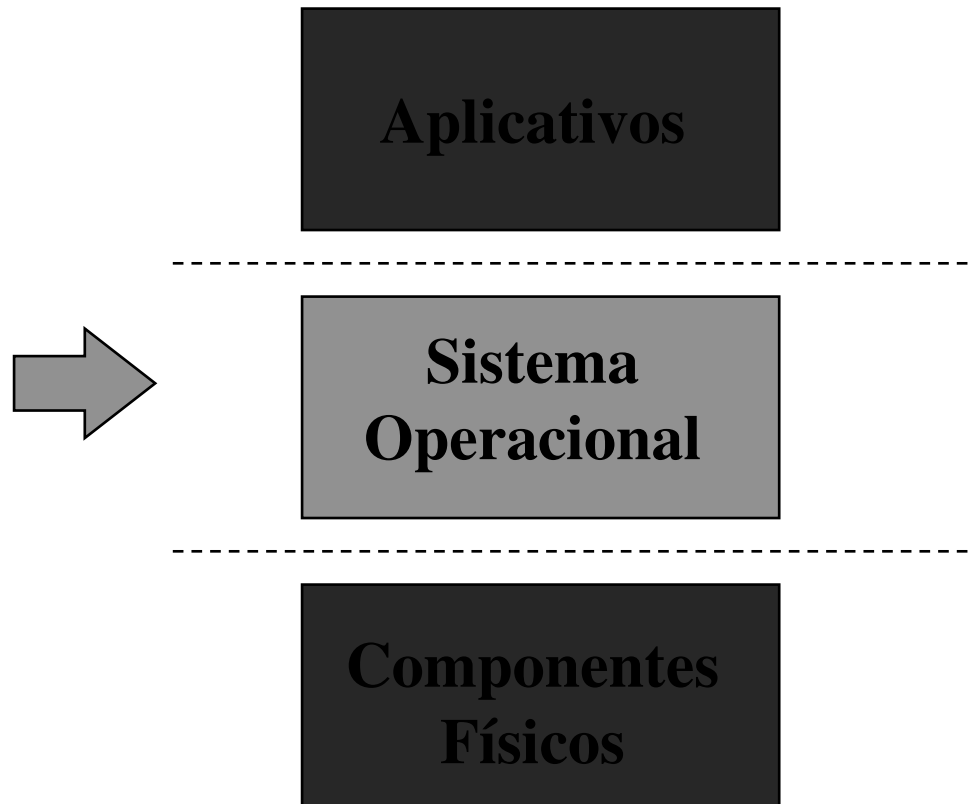 Aplicativos
Sistema
Operacional
Componentes
Físicos